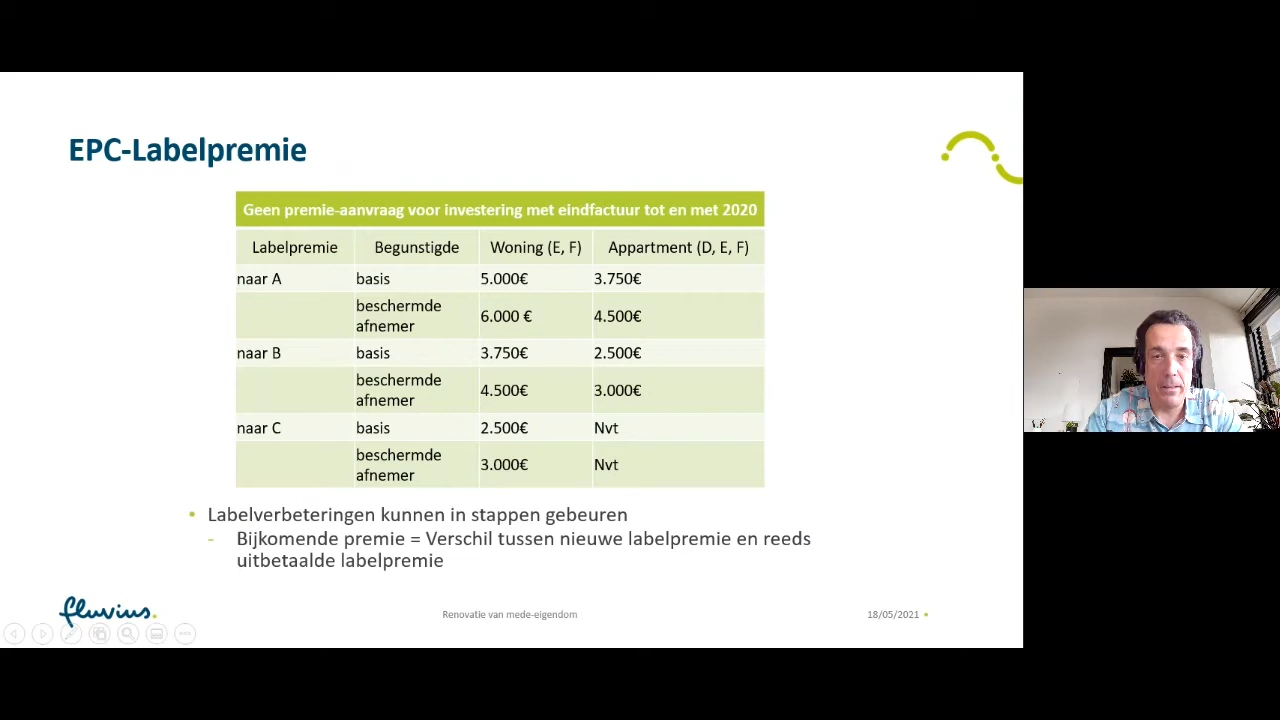 EPC-Labelpremie
Geen premie-aanvraag voor investering met eindfactuur tot en met 2020
Labelpremie Begunstigde Woning (E, F) Appartment (D, E, F)
naar A basis 5.000€ 3.750€
beschermde
afnemer 6.000 € 4.500€
naar B basis 3.750€ 2.500€
beschermde
afnemer 4.500€ 3.000€
naar C basis 2.500€ Nvt
beschermde
afnemer 3.000€ Nvt
• Labelverbeteringen kunnen in stappen gebeuren
- Bijkomende premie = Verschil tussen nieuwe labelpremie en reeds
uitbetaalde labelpremie
fluvius.
Renovatie van mede-eigendom
18/05/2021